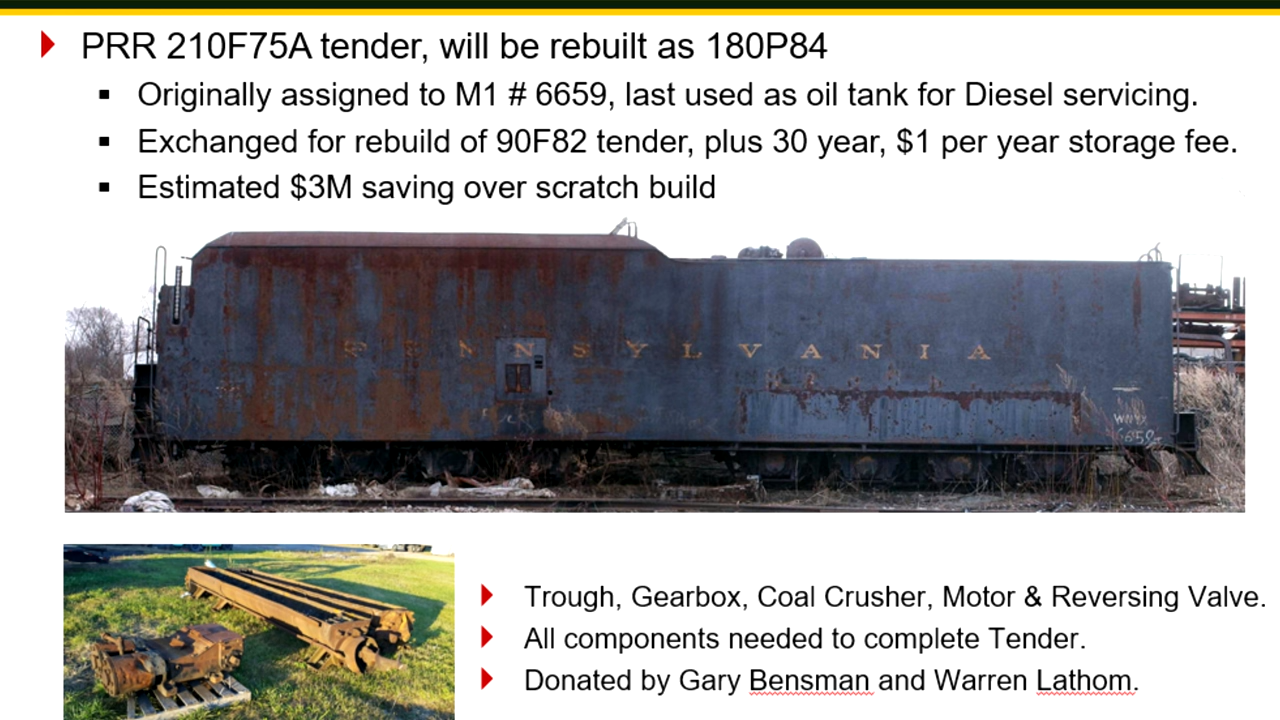 PRR 210F75A tender, will be rebuilt as 180P84
Originally assigned to M1 # 6659, last used as oil tank for Diesel servicing.
Exchanged for rebuild of 90F82 tender, plus 30 year, $1 per year storage fee.
Estimated $3M saving over scratch build
PENNSYLVANIA
Trough, Gearbox, Coal Crusher, Motor & Reversing Valve.
All components needed to complete Tender.
Donated by Gary Bensman and Warren Lathom.